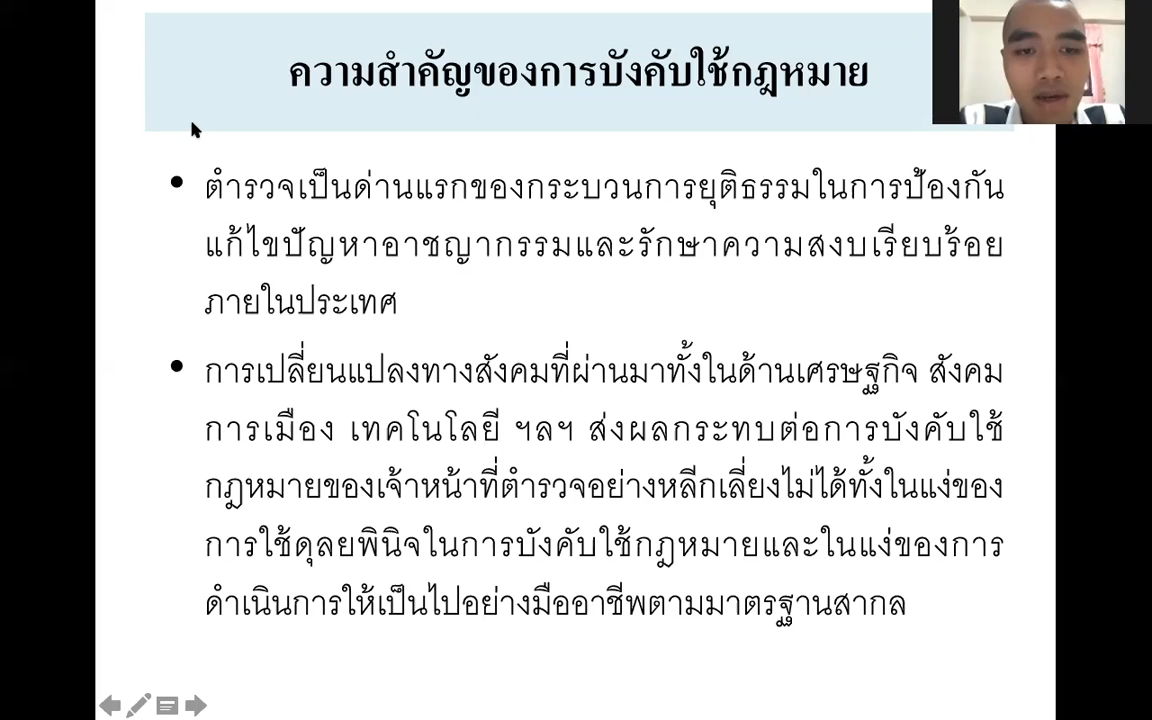 ความสำคัญของการบังคับใช้กฎหมาย
• ตำรวจเป็นด่านแรกของกระบวนการยุติธรรมในการป้องกัน
แก้ไขปัญหาอาชญากรรมและรักษาความสงบเรียบร้อย
ภายในประเทศ
• การเปลี่ยนแปลงทางสังคมที่ผ่านมาทั้งในด้านเศรษฐกิจ สังคม
การเมือง เทคโนโลยี ฯลฯ ส่งผลกระทบต่อการบังคับใช้
กฎหมายของเจ้าหน้าที่ตำรวจอย่างหลีกเลี่ยงไม่ได้ทั้งในแง่ของ
การใช้ดุลยพินิจในการบังคับใช้กฎหมายและในแง่ของการ
ดำเนินการให้เป็นไปอย่างมืออาชีพตามมาตรฐานสากล